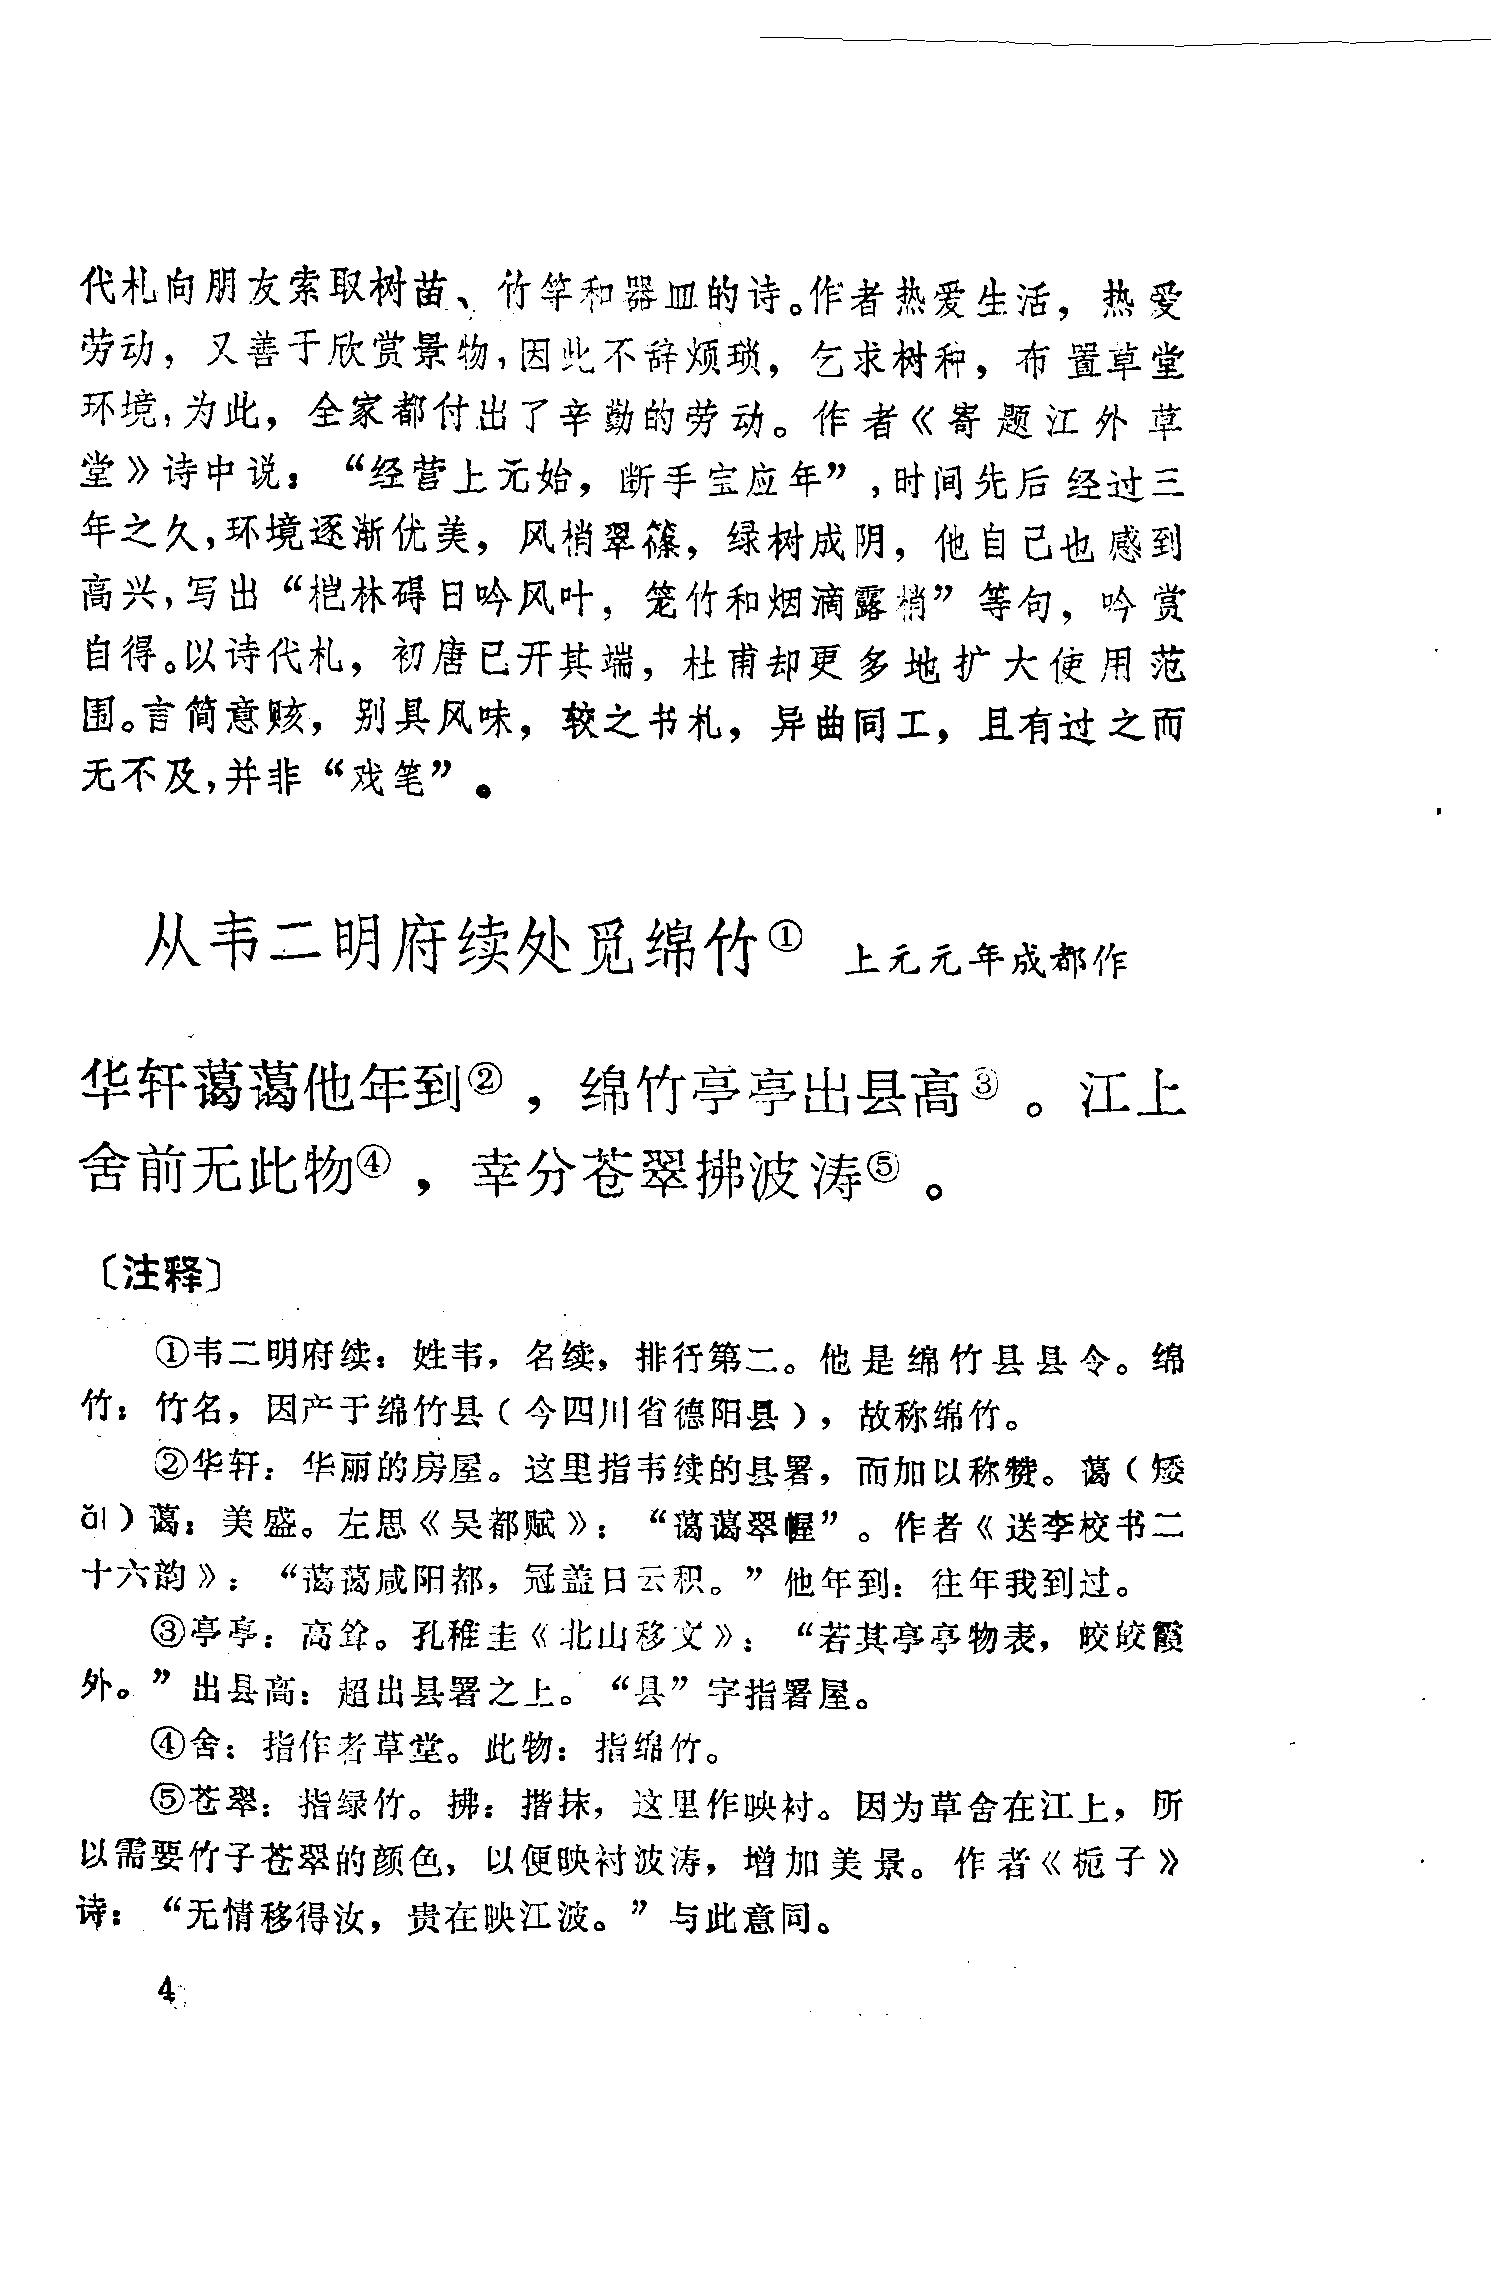 代札向朋友索取树苗、竹竿和器皿的诗。作者热爱生活，热爱
劳动，又善于欣赏景物，因此不辞烦琐，乞求树种，布置草堂
环境，为此，全家都付出了辛勤的劳动。作者《寄题江外草
堂》诗中说：“经营上元始，断手宝应年”，时间先后经过三
年之久，环境逐渐优美，风梢翠篠，绿树成阴，他自己也感到
高兴，写出“桤林碍日吟风叶，笼竹和烟滴露梢”等句，吟赏
自得。以诗代札，初唐已开其端，杜甫却更多地扩大使用范
围。言简意赅，别具风味，较之书札，异曲同工，且有过之而
无不及，并非“戏笔”。
从韦二明府续处觅绵竹① 上元元年成都作
华轩蔼蔼他年到②，绵竹亭亭出县高③。江上
舍前无此物④，幸分苍翠拂波涛⑤。
〔注释〕
①韦二明府续：姓韦，名续，排行第二。他是绵竹县县令。绵
竹：竹名，因产于绵竹县（今四川省德阳县），故称绵竹。
②华轩：华丽的房屋。这里指韦续的县署，而加以称赞。蔼（矮
ǎi）蔼：美盛。左思《吴都赋》：“蔼蔼翠幄”。作者《送李校书二
十六韵》：“蔼蔼咸阳都，冠盖日云积。”他年到：往年我到过。
③亭亭：高耸。孔稚圭《北山移文》：“若其亭亭物表，皎皎霞
外。”出县高：超出县署之上。“县”字指署屋。
④舍：指作者草堂。此物：指绵竹。
⑤苍翠：指绿竹。拂：揩抹，这里作映衬。因为草舍在江上，所
以需要竹子苍翠的颜色，以便映衬波涛，增加美景。作者《栀子》
诗：“无情移得汝，贵在映江波。”与此意同。
4